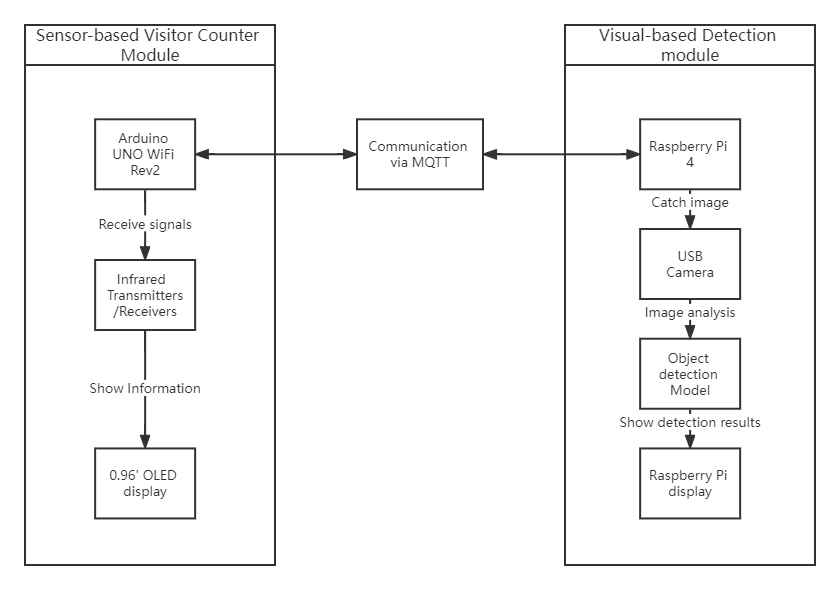 Sensor-based Visitor Counter
Module
Arduino
UNO WiFi
Rev2
Receive signals
Infrared
Transmitters
/Receivers
Show Information
0.96' OLED
display
Communication
via MQTT
Visual-based Detection
module
Raspberry Pi
4
Catch image
USB
Camera
Image analysis
Object
detection
Model
Show detection results
Raspberry Pi
display